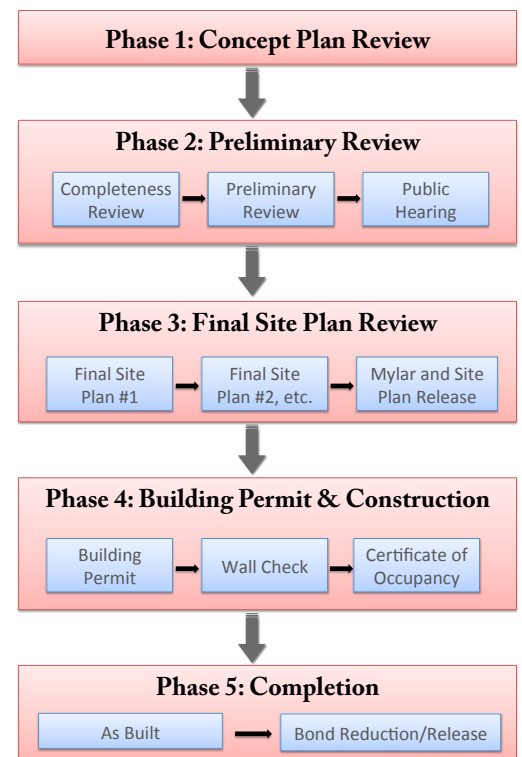 Phase 1: Concept Plan Review
Phase 2: Preliminary Review
Completeness
Review
Preliminary
Review
Public
Hearing
Phase 3: Final Site Plan Review
Final Site
Plan #1
Final Site
Plan #2, etc.
Mylar and Site
Plan Release
Phase 4: Building Permit & Construction
Building
Permit
Wall Check
Certificate of
Occupancy
Phase 5: Completion
As Built
Bond Reduction/Release